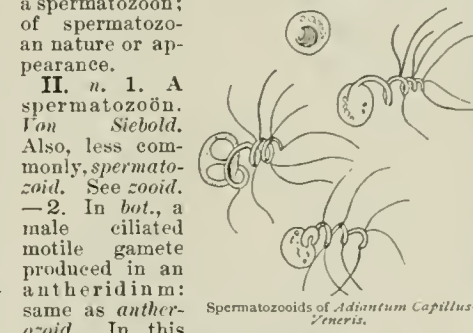 a spermatozoön;
of spermatozo-
an nature or ap-
pearance.
II. n. 1. A
spermatozoön.
Von Siebold.
Also, less com-
monly, spermato-
zoid. See zooid.
—2. In bot., a
male ciliated
motile gamete
produced in an
antheridium:
same as anther-
ozoid. In this
Spermatozooids of Adiantum Capillus-
Veneris.